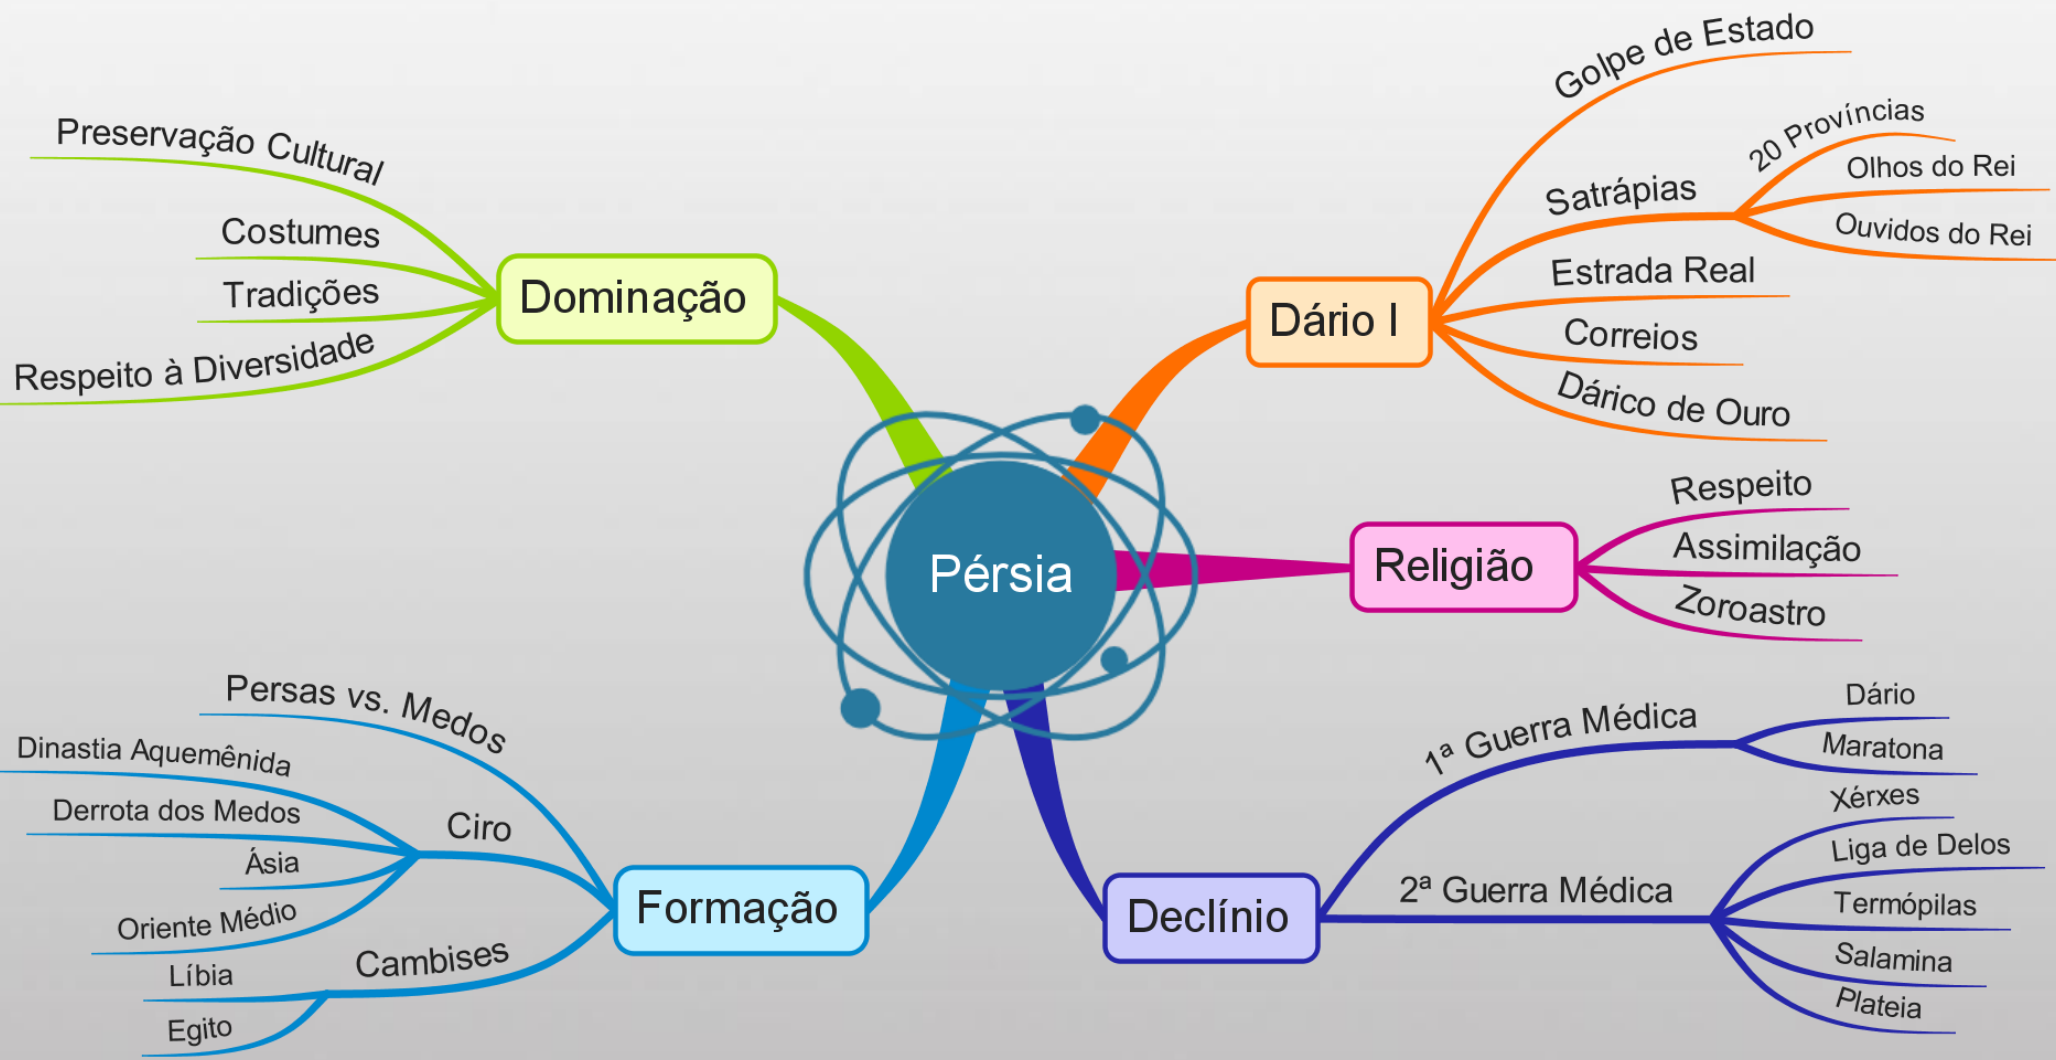 Pérsia
Dominação
Preservação Cultural
Costumes
Tradições
Respeito à Diversidade
Dário I
Golpe de Estado
Satrápias
20 Províncias
Olhos do Rei
Ouvidos do Rei
Estrada Real
Correios
Dárico de Ouro
Religião
Respeito
Assimilação
Zoroastro
Formação
Persas vs. Medos
Ciro
Dinastia Aquemênida
Derrota dos Medos
Ásia
Oriente Médio
Cambises
Líbia
Egito
Declínio
1ª Guerra Médica
Dário
Maratona
2ª Guerra Médica
Xérxes
Liga de Delos
Termópilas
Salamina
Plateia